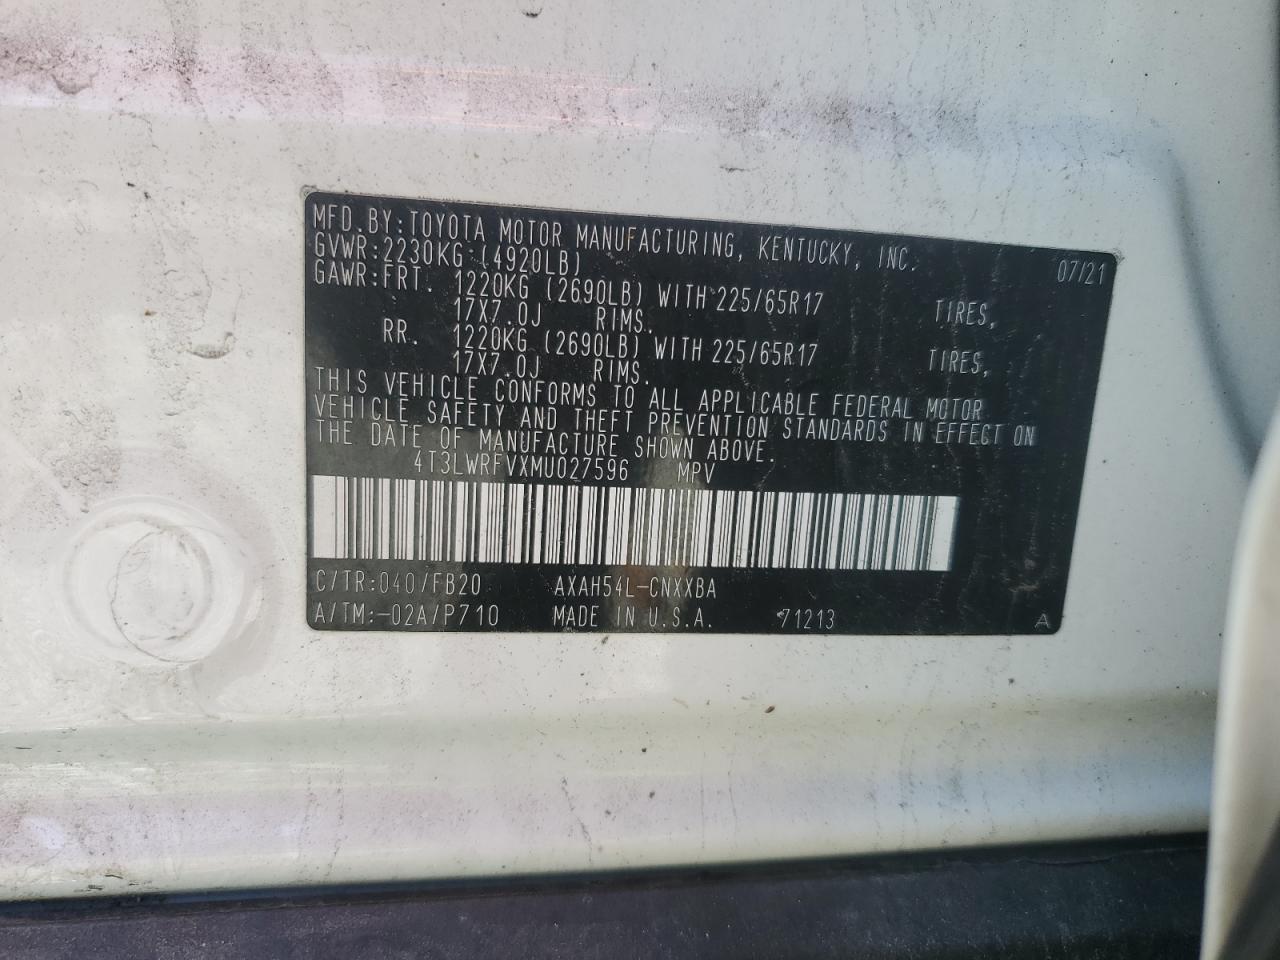 MFD.BY:TOYOTA MOTOR MANUFACTURING, KENTUCKY, INC. 07/21
GVWR:2230KG (4920LB)
GAWR:FRT. 1220KG (2690LB) WITH 225/65R17 TIRES,
17X7.0J RIMS.
RR. 1220KG (2690LB) WITH 225/65R17 TIRES,
17X7.0J RIMS.
THIS VEHICLE CONFORMS TO ALL APPLICABLE FEDERAL MOTOR
VEHICLE SAFETY AND THEFT PREVENTION STANDARDS IN EFFECT ON
THE DATE OF MANUFACTURE SHOWN ABOVE.
4T3LWRFVXMU027596 MPV
C/TR:040/FB20 AXAH54L-CNXXBA
A/TM:-02A/P710 MADE IN U.S.A. 71213 A